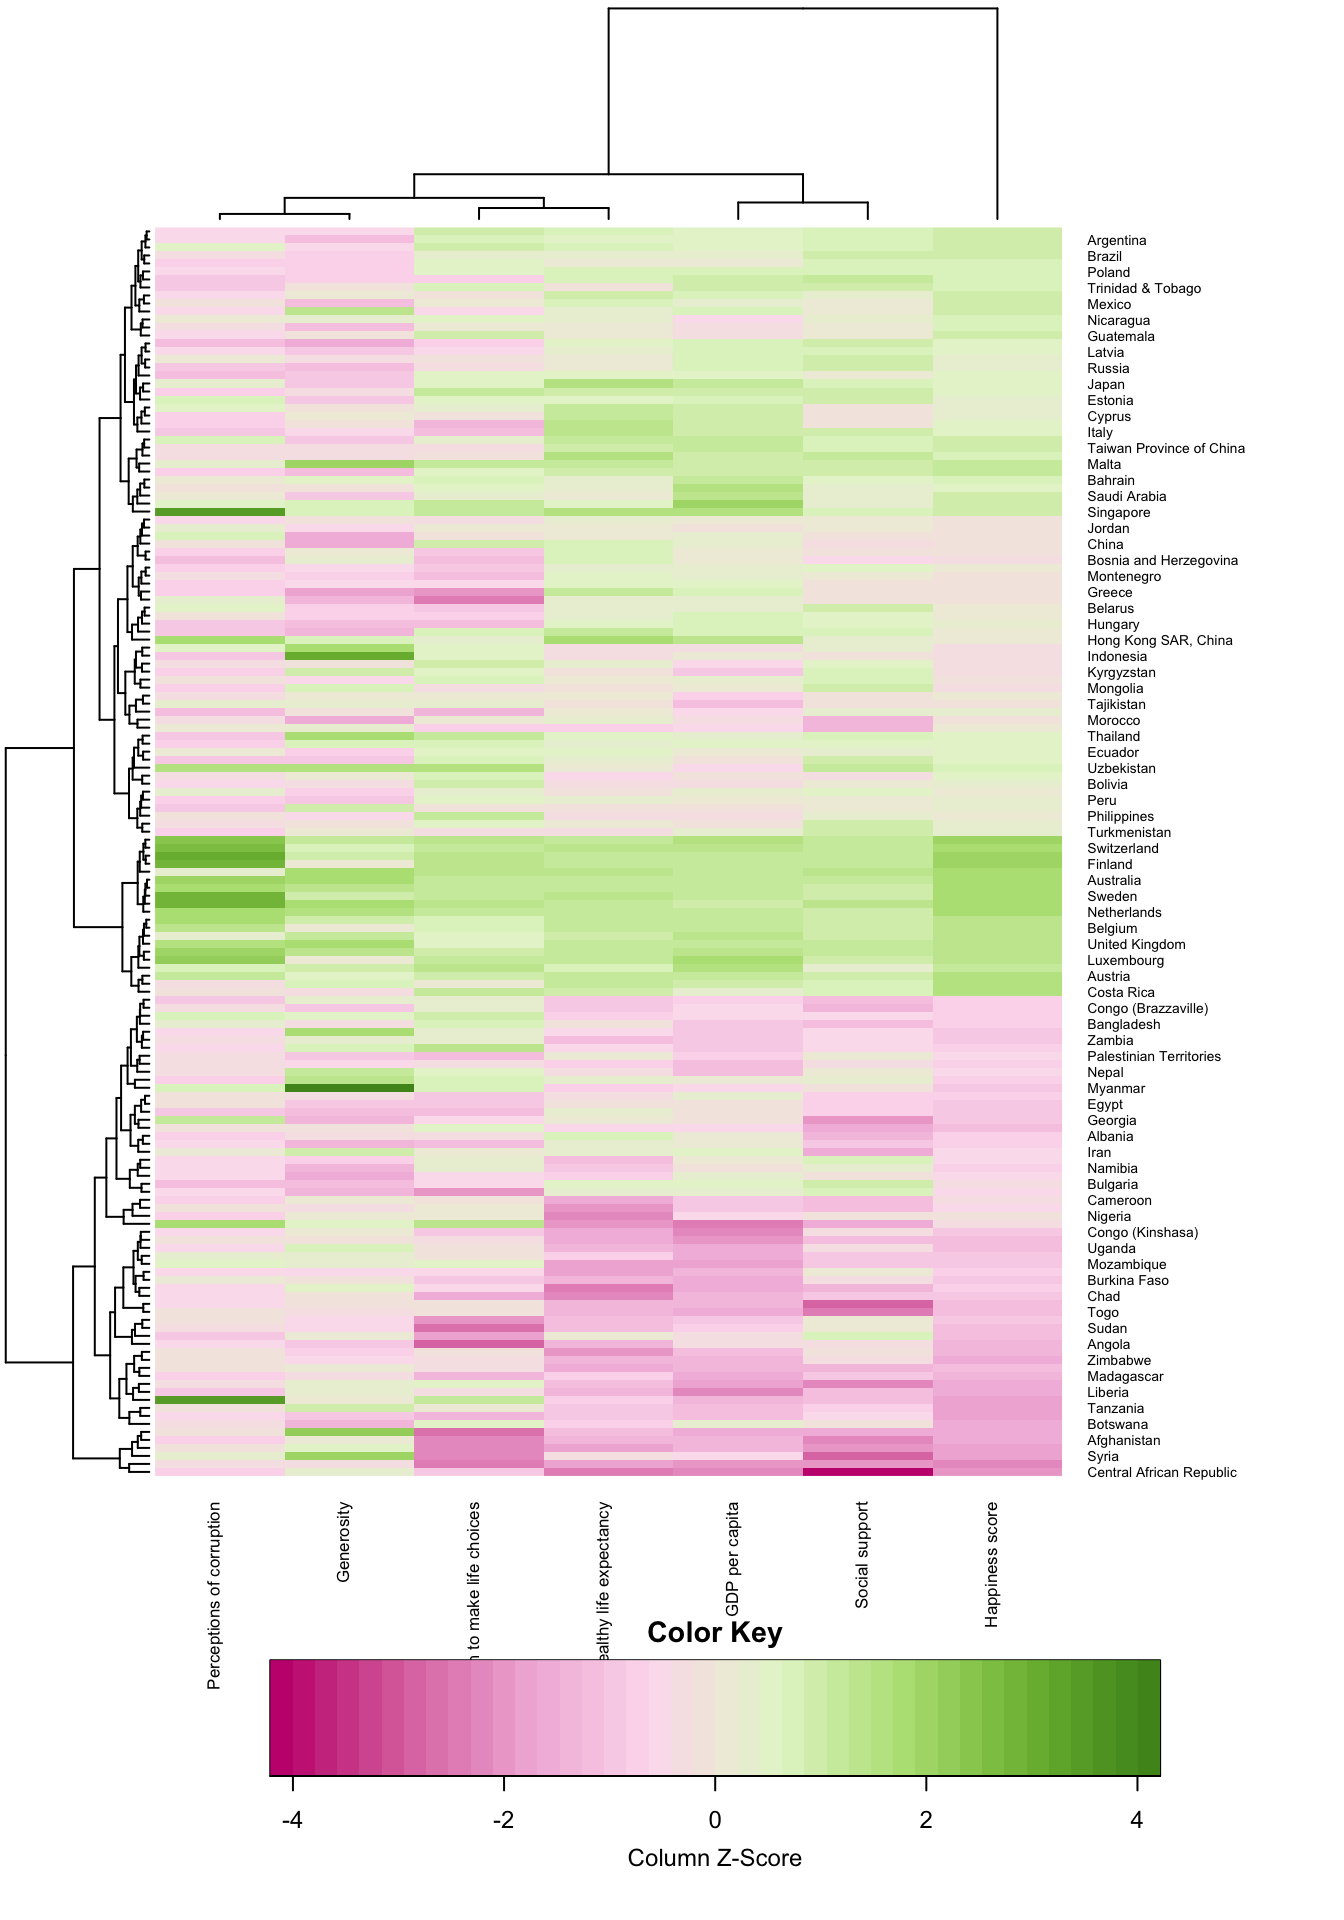 Argentina
Brazil
Poland
Trinidad & Tobago
Mexico
Nicaragua
Guatemala
Latvia
Russia
Japan
Estonia
Cyprus
Italy
Taiwan Province of China
Malta
Bahrain
Saudi Arabia
Singapore
Jordan
China
Bosnia and Herzegovina
Montenegro
Greece
Belarus
Hungary
Hong Kong SAR, China
Indonesia
Kyrgyzstan
Mongolia
Tajikistan
Morocco
Thailand
Ecuador
Uzbekistan
Bolivia
Peru
Philippines
Turkmenistan
Switzerland
Finland
Australia
Sweden
Netherlands
Belgium
United Kingdom
Luxembourg
Austria
Costa Rica
Congo (Brazzaville)
Bangladesh
Zambia
Palestinian Territories
Nepal
Myanmar
Egypt
Georgia
Albania
Iran
Namibia
Bulgaria
Cameroon
Nigeria
Congo (Kinshasa)
Uganda
Mozambique
Burkina Faso
Chad
Togo
Sudan
Angola
Zimbabwe
Madagascar
Liberia
Tanzania
Botswana
Afghanistan
Syria
Central African Republic
Perceptions of corruption
Generosity
to make life choices
ealthy life expectancy
GDP per capita
Social support
Happiness score
Color Key
-4 -2 0 2 4
Column Z-Score